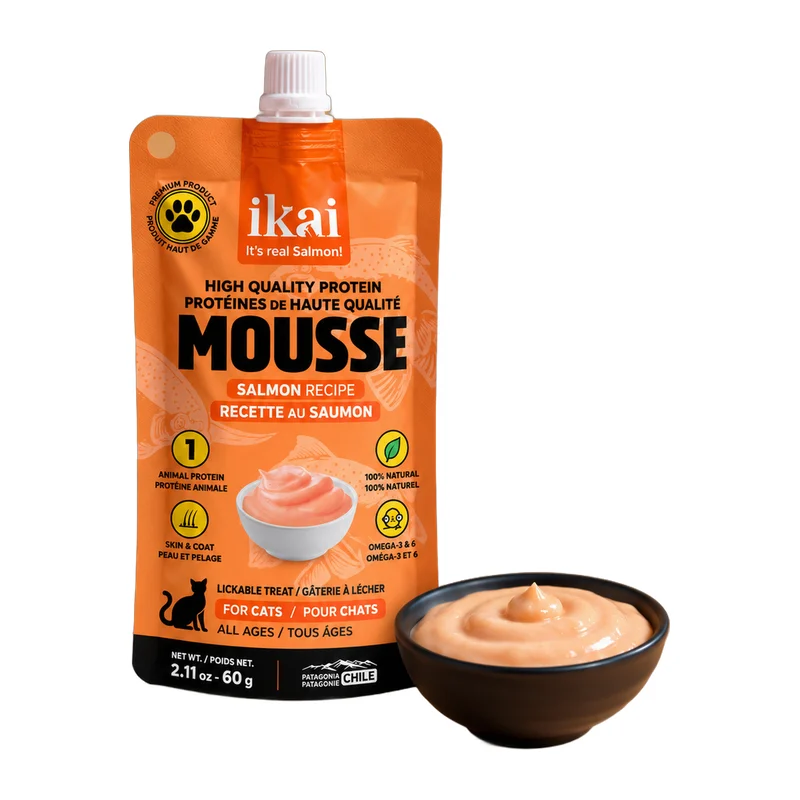 PREMIUM PRODUCT
PRODUIT HAUT DE GAMME
ikai
It's real Salmon!
HIGH QUALITY PROTEIN
PROTÉINES DE HAUTE QUALITÉ
MOUSSE
SALMON RECIPE
RECETTE AU SAUMON
1
ANIMAL PROTEIN
PROTÉINE ANIMALE
100% NATURAL
100% NATUREL
SKIN & COAT
PEAU ET PELAGE
OMEGA-3 & 6
OMÉGA-3 ET 6
LICKABLE TREAT / GÂTERIE À LÉCHER
FOR CATS / POUR CHATS
ALL AGES / TOUS ÂGES
NET WT. / POIDS NET.
2.11 oz - 60 g
PATAGONIA
PATAGONIE
CHILE